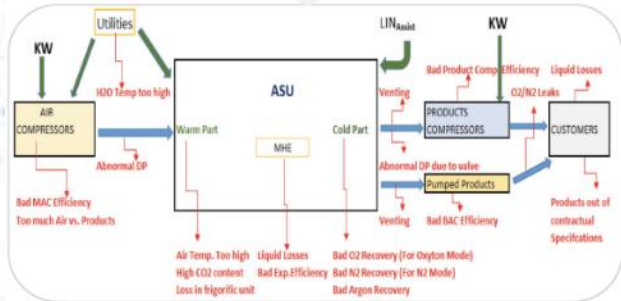 Utilities
KW
LINAssist
KW
H2O Temp too high
ASU
Bad Product Comp. Efficiency
Liquid Losses
O2/N2 Leaks
Venting
AIR
COMPRESSORS
Warm Part
Cold Part
PRODUCTS
COMPRESSORS
CUSTOMERS
MHE
Abnormal DP
Abnormal DP due to valve
Pumped Products
Bad MAC Efficiency
Too much Air vs. Products
Venting
Bad BAC Efficiency
Products out of
contractual
Specifcations
Air Temp. Too high
High CO2 content
Loss in frigorific unit
Liquid Losses
Bad Exp.Efficiency
Bad O2 Recovery (For Oxyton Mode)
Bad N2 Recovery (For N2 Mode)
Bad Argon Recovery